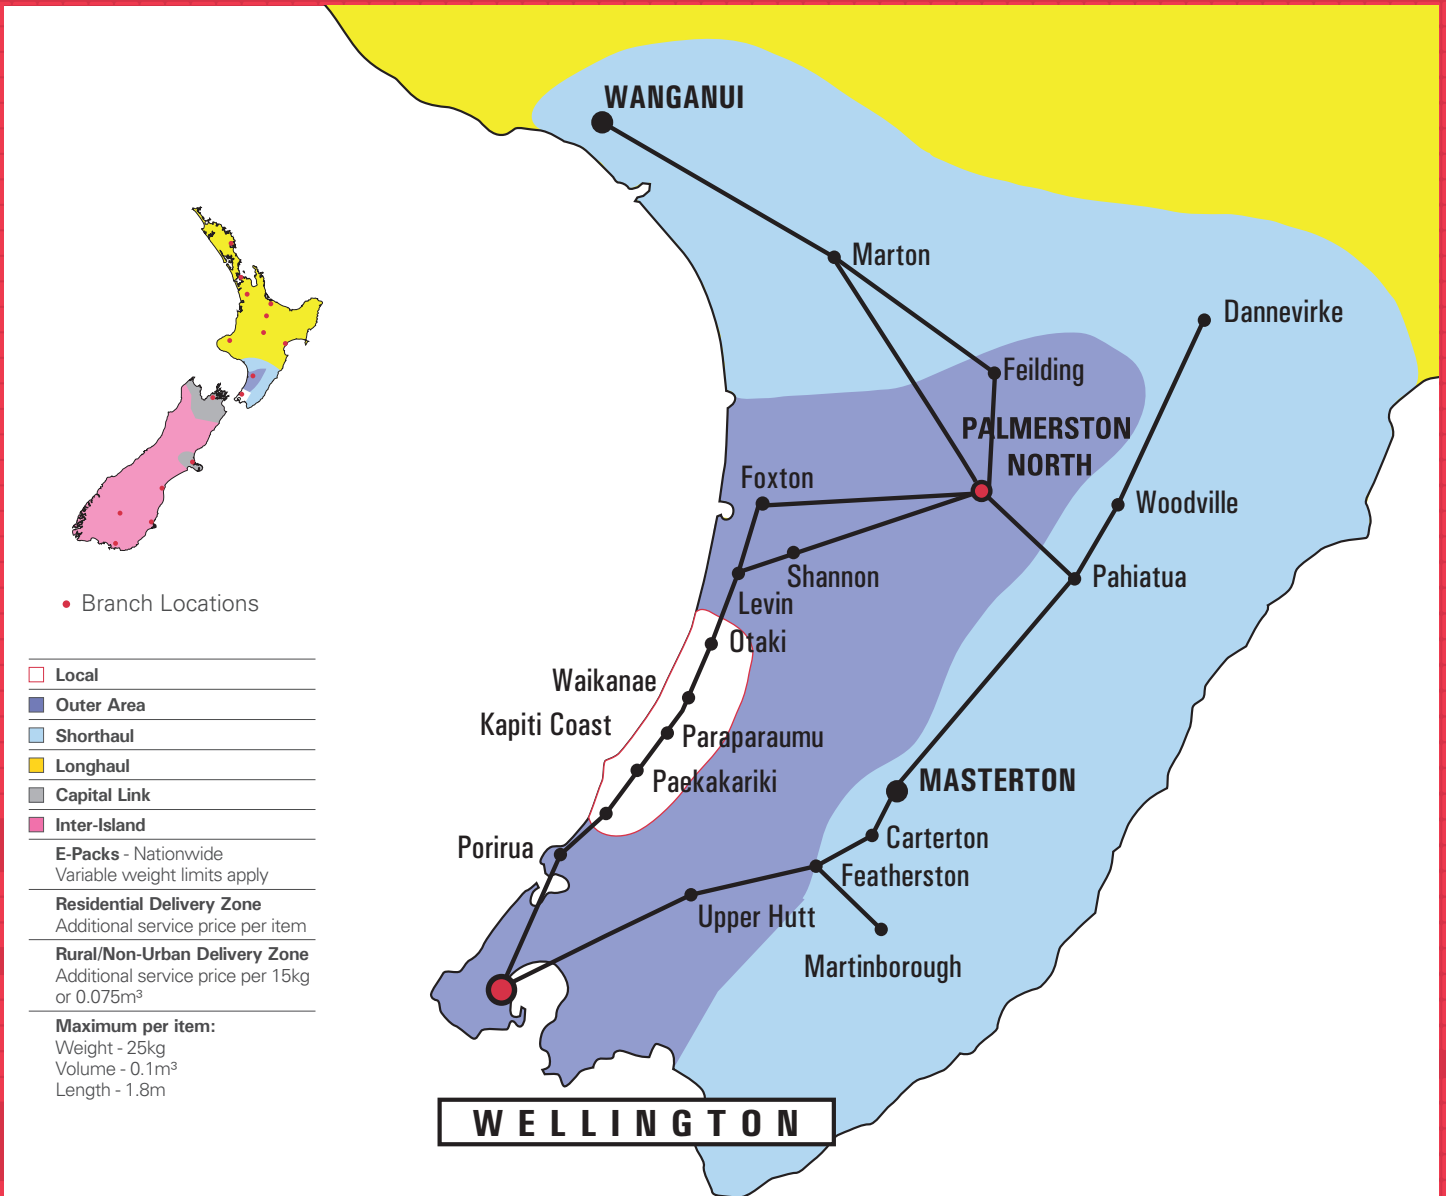 WANGANUI
Marton
Dannevirke
Feilding
PALMERSTON
NORTH
Foxton
Woodville
Shannon
Pahiatua
Levin
Otaki
Waikanae
Kapiti Coast
Paraparaumu
Paekakariki
MASTERTON
Carterton
Porirua
Featherston
Upper Hutt
Martinborough
WELLINGTON
Branch Locations
Local
Outer Area
Shorthaul
Longhaul
Capital Link
Inter-Island
E-Packs - Nationwide
Variable weight limits apply
Residential Delivery Zone
Additional service price per item
Rural/Non-Urban Delivery Zone
Additional service price per 15kg
or 0.075m³
Maximum per item:
Weight - 25kg
Volume - 0.1m³
Length - 1.8m